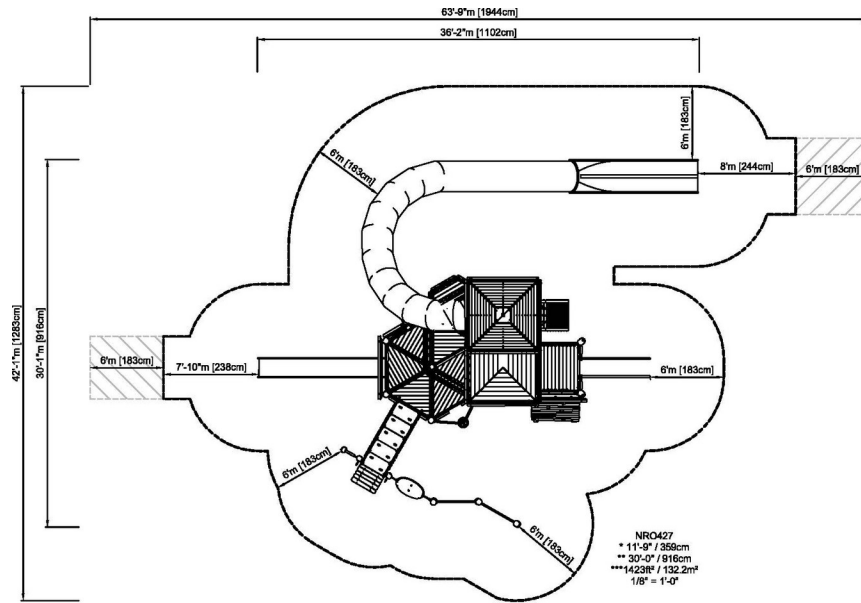 63'-9"m [1944cm]
36'-2"m [1102cm]
6'm [183cm]
6'm [183cm]
8'm [244cm]
6'm [183cm]
42'-1"m [1283cm]
30'-1"m [916cm]
6'm [183cm]
7'-10"m [238cm]
6'm [183cm]
6'm [183cm]
6'm [183cm]
NRO427
* 11'-9" / 359cm
** 30'-0" / 916cm
***1423ft² / 132.2m²
1/8" = 1'-0"